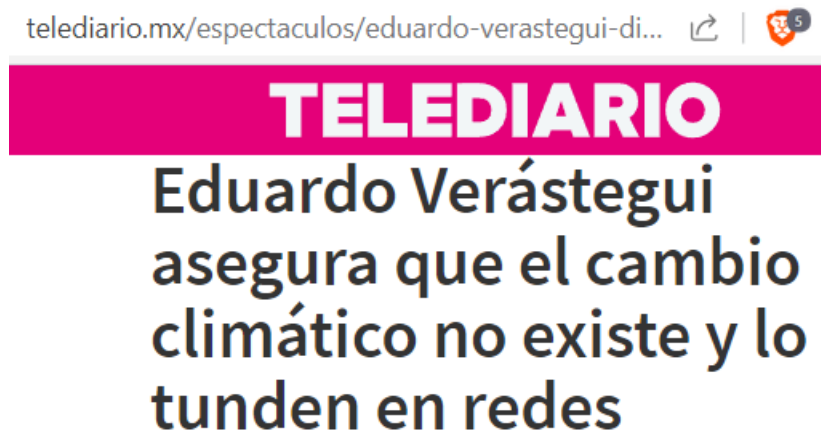 telediario.mx/espectaculos/eduardo-verastegui-di...
5
TELEDIARIO
Eduardo Verástegui
asegura que el cambio
climático no existe y lo
tunden en redes